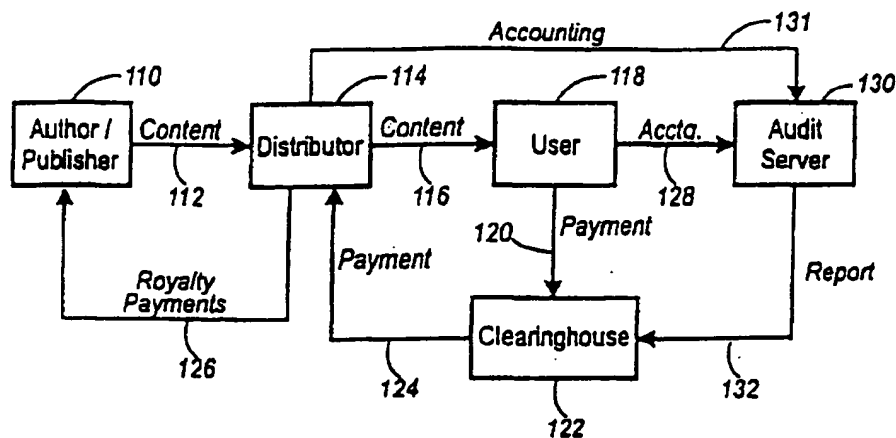 Accounting
131
110
114
118
130
Author /
Publisher
Content
112
Distributor
Content
116
User
Accta.
128
Audit
Server
120
Payment
Payment
Report
Royalty
Payments
126
124
Clearinghouse
122
132